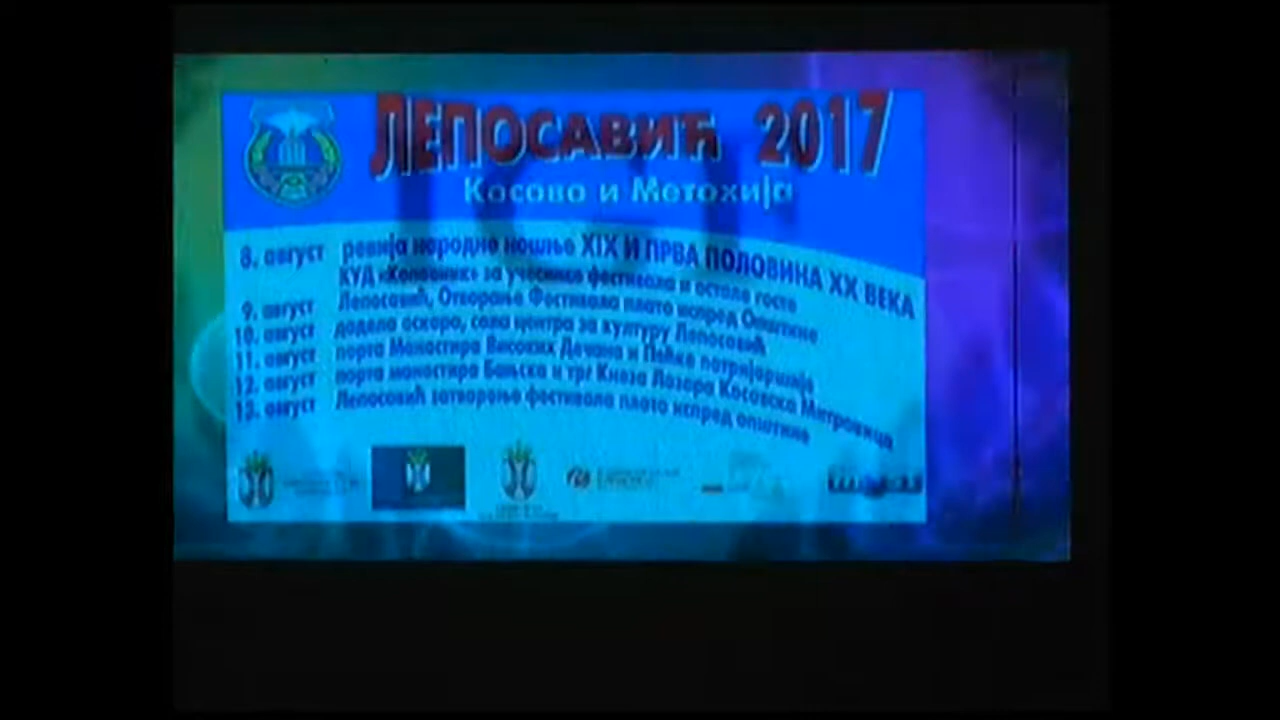 ЛЕПОСАВИЋ 2017
Косово и Метохија
8. август ревија народне ношње XIX И ПРВА ПОЛОВИНА XX ВЕКА
КУД «Копаоник» за учеснике фестивала и остале госте
9. август Лепосавић, Отварање Фестивала плато испред Општине
10. август додела оскара, сала центра за културу Лепосавић
11. август порта Манастира Високих Дечана и Пећке патријаршија
12. август порта манастира Бањска и трг Кнеза Лазара Косовска Митровица
13. август Лепосавић затварање фестивала плато испред општине